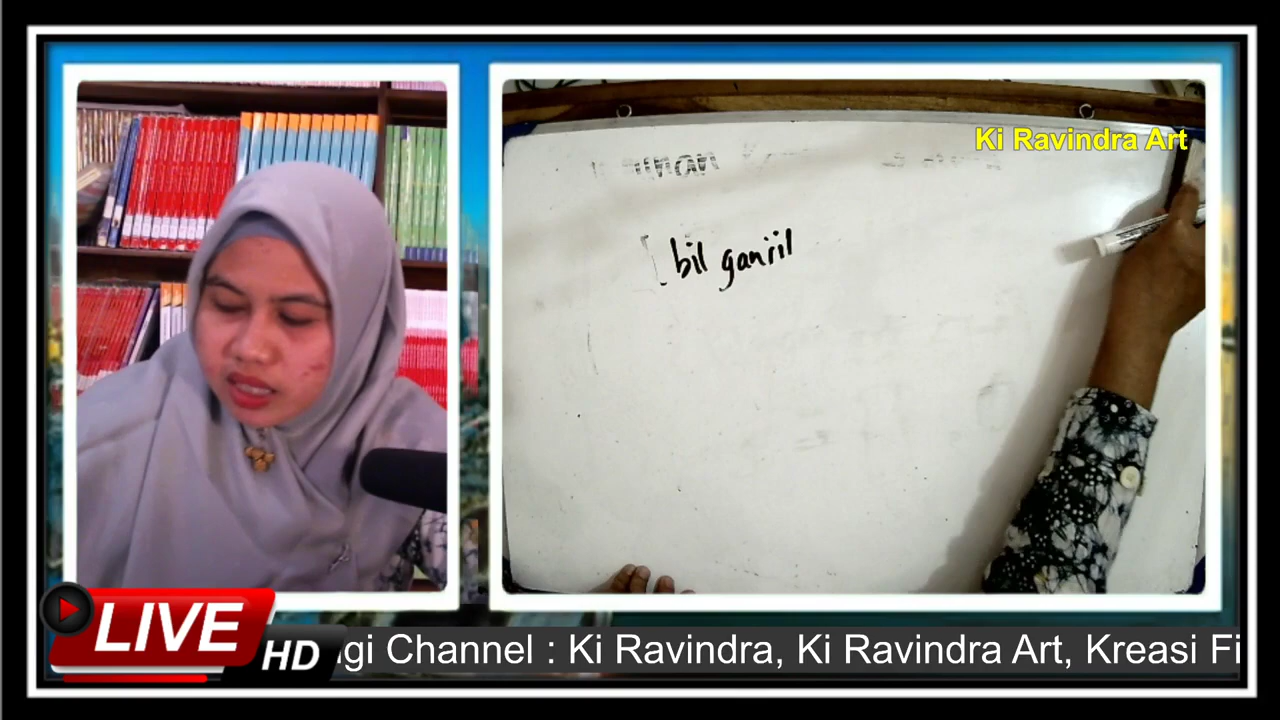 Ki Ravindra Art
bil ganjil
LIVE
HD
gi Channel : Ki Ravindra, Ki Ravindra Art, Kreasi Fi